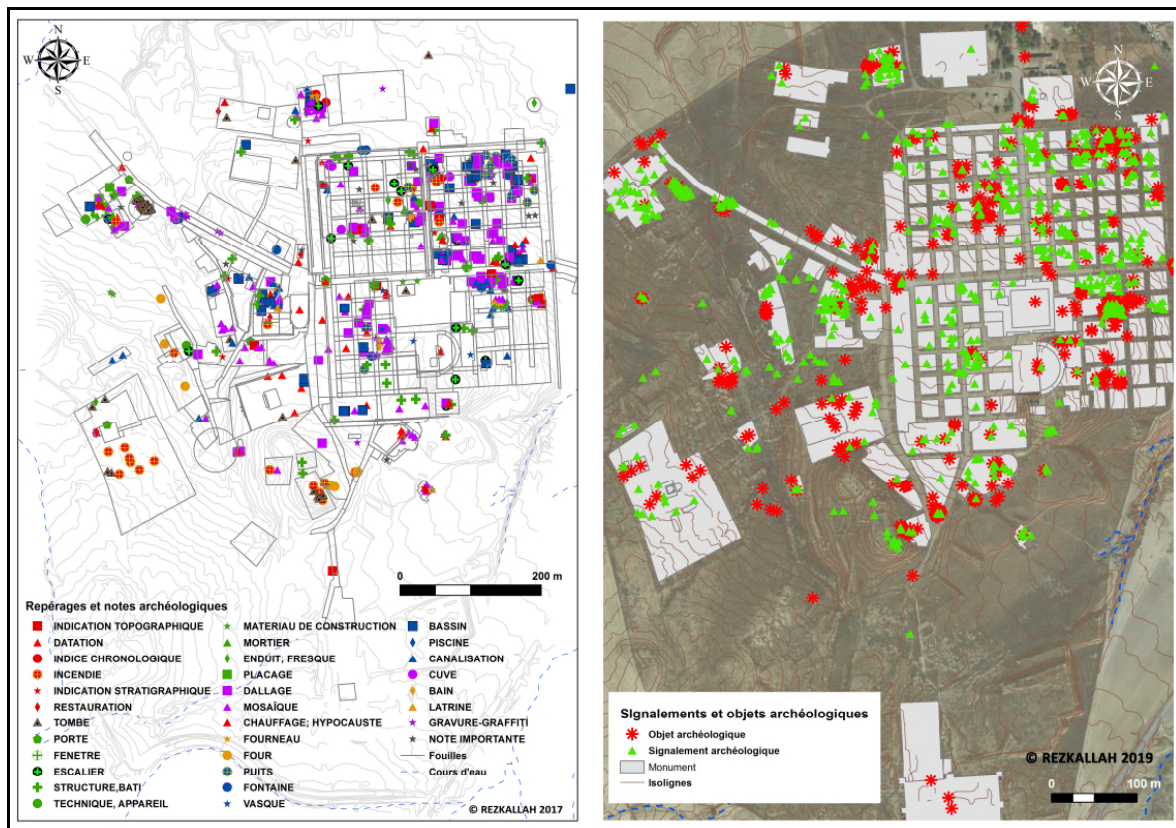 N
W E
S
0 200 m
Repérages et notes archéologiques
INDICATION TOPOGRAPHIQUE
DATATION
INDICE CHRONOLOGIQUE
INCENDIE
INDICATION STRATIGRAPHIQUE
RESTAURATION
TOMBE
PORTE
FENETRE
ESCALIER
STRUCTURE,BATI
TECHNIQUE, APPAREIL
MATERIAU DE CONSTRUCTION
MORTIER
ENDUIT; FRESQUE
PLACAGE
DALLAGE
MOSAÏQUE
CHAUFFAGE; HYPOCAUSTE
FOURNEAU
FOUR
PUITS
FONTAINE
VASQUE
BASSIN
PISCINE
CANALISATION
CUVE
BAIN
LATRINE
GRAVURE-GRAFFITI
NOTE IMPORTANTE
Fouilles
Cours d'eau
© REZKALLAH 2017
N
W E
S
SIgnalements et objets archéologiques
Objet archéologique
Signalement archéologique
Monument
Isolignes
© REZKALLAH 2019
0 100 m